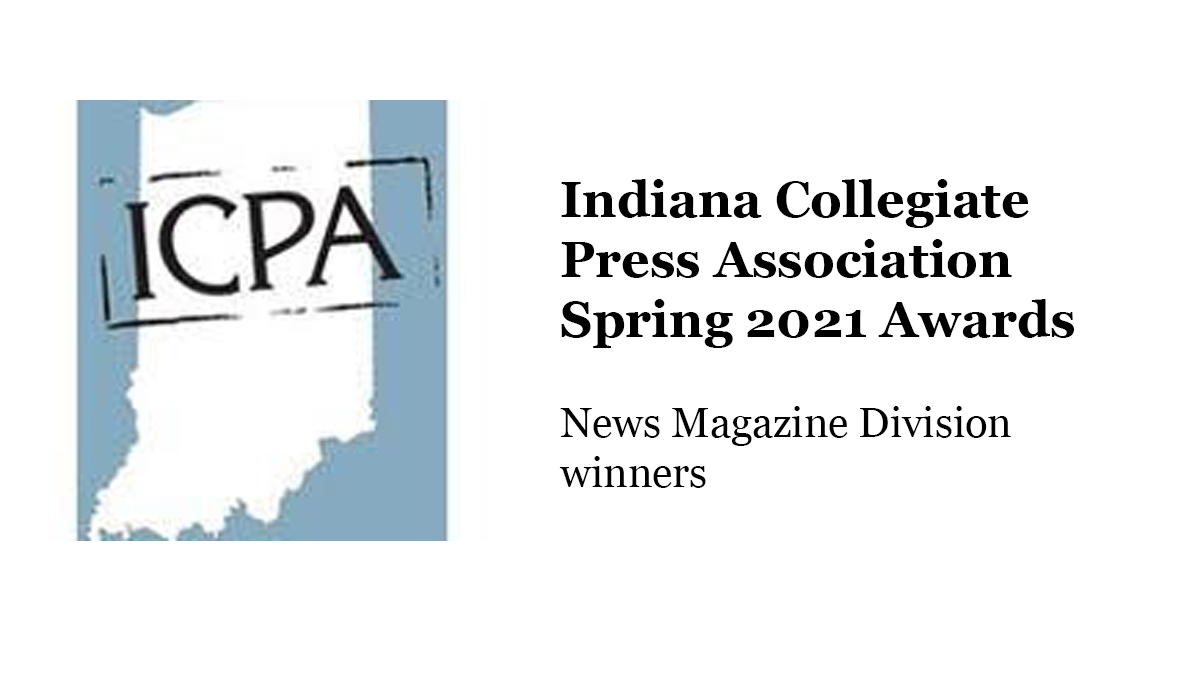 ICPA
Indiana Collegiate
Press Association
Spring 2021 Awards
News Magazine Division
winners